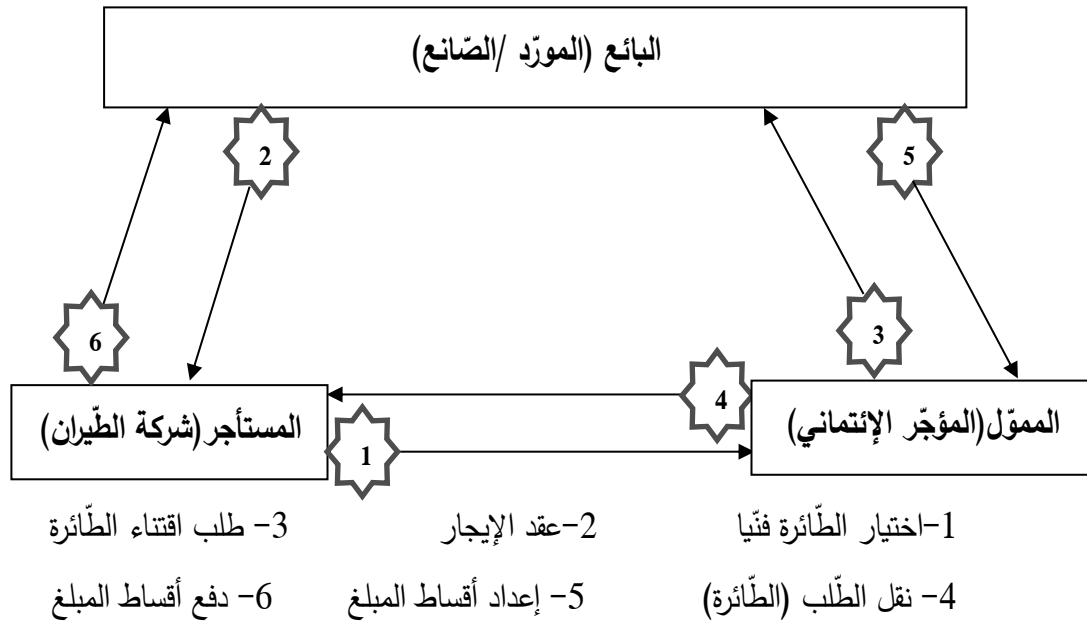 البائع (المورّد /الصّانع)
2
5
6
3
4
المموّل(المؤجّر الإئتماني)
المستأجر(شركة الطّيران)
1
1-اختيار الطّائرة فنّيا 2-عقد الإيجار 3- طلب اقتناء الطّائرة
4- نقل الطّلب (الطّائرة) 5- إعداد أقساط المبلغ 6- دفع أقساط المبلغ